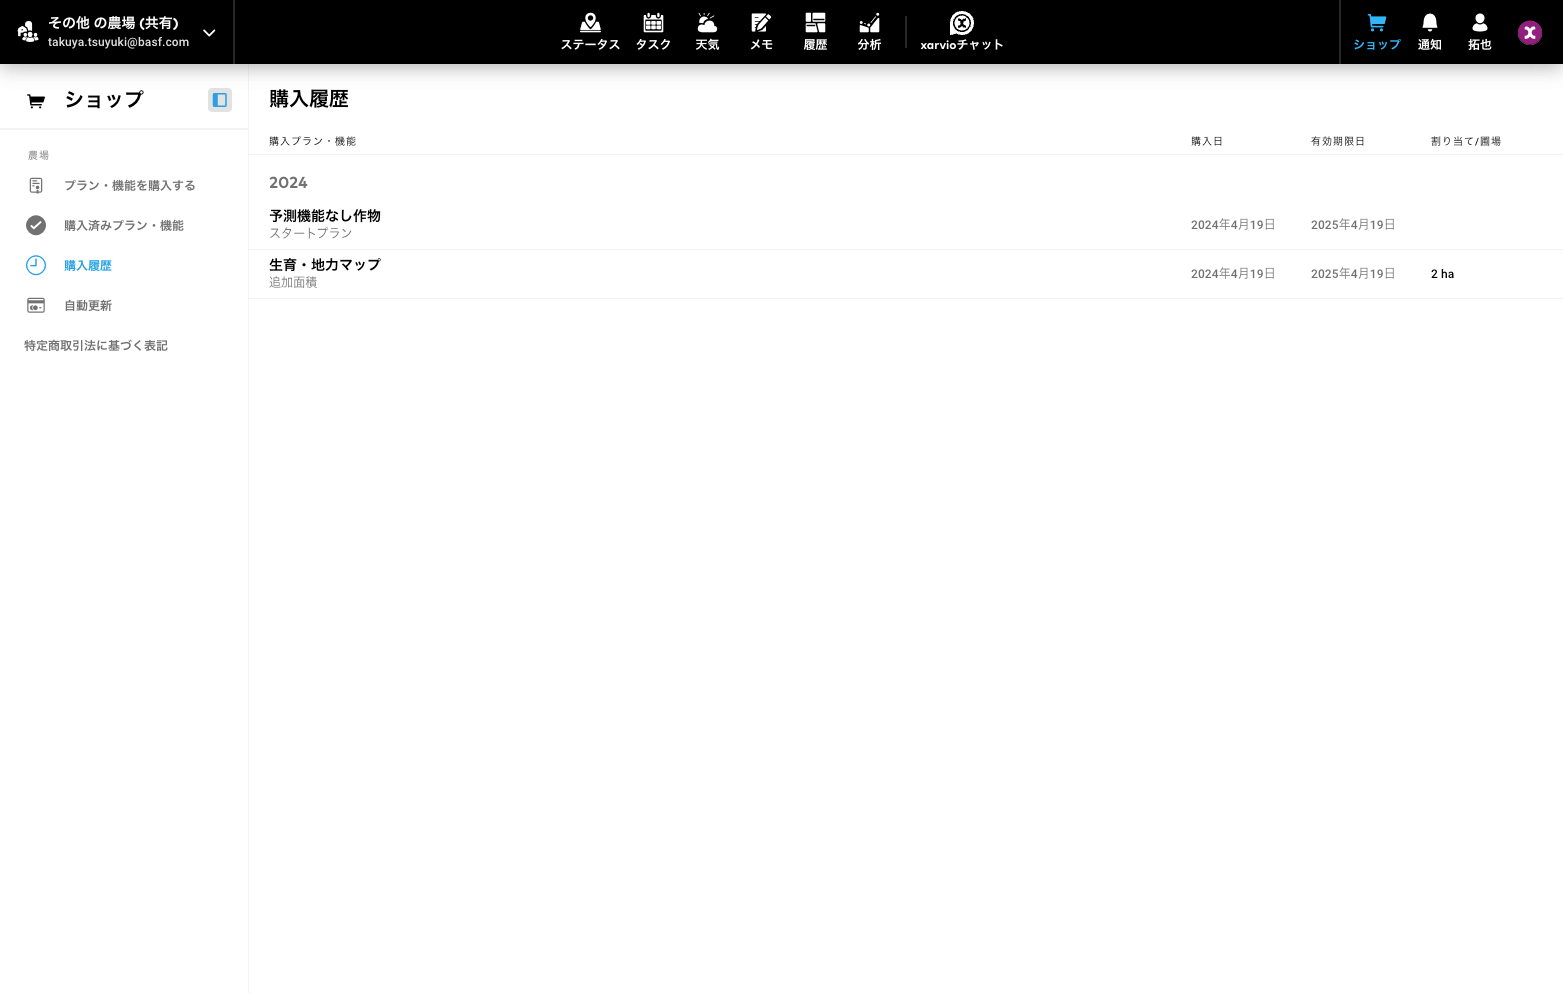 その他 の農場 (共有)
takuya.tsuyuki@basf.com
ステータス
タスク
天気
メモ
履歴
分析
xarvioチャット
ショップ
通知
拓也
ショップ
農場
プラン・機能を購入する
購入済みプラン・機能
購入履歴
自動更新
特定商取引法に基づく表記
購入履歴
購入プラン・機能 購入日 有効期限日 割り当て/圃場
2024
予測機能なし作物
スタートプラン
2024年4月19日 2025年4月19日
生育・地力マップ
追加面積
2024年4月19日 2025年4月19日 2 ha